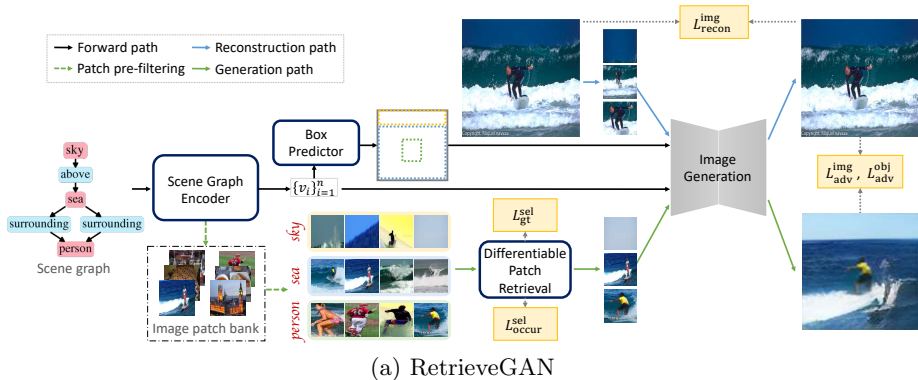 Forward path
Reconstruction path
Patch pre-filtering
Generation path
L_recon^img
Box
Predictor
sky
above
sea
surrounding
surrounding
person
Scene graph
Scene Graph
Encoder
{v_i}_{i=1}^n
Image
Generation
L_adv^img , L_adv^obj
Image patch bank
sky
sea
person
L_gt^sel
Differentiable
Patch
Retrieval
L_occur^sel
(a) RetrieveGAN